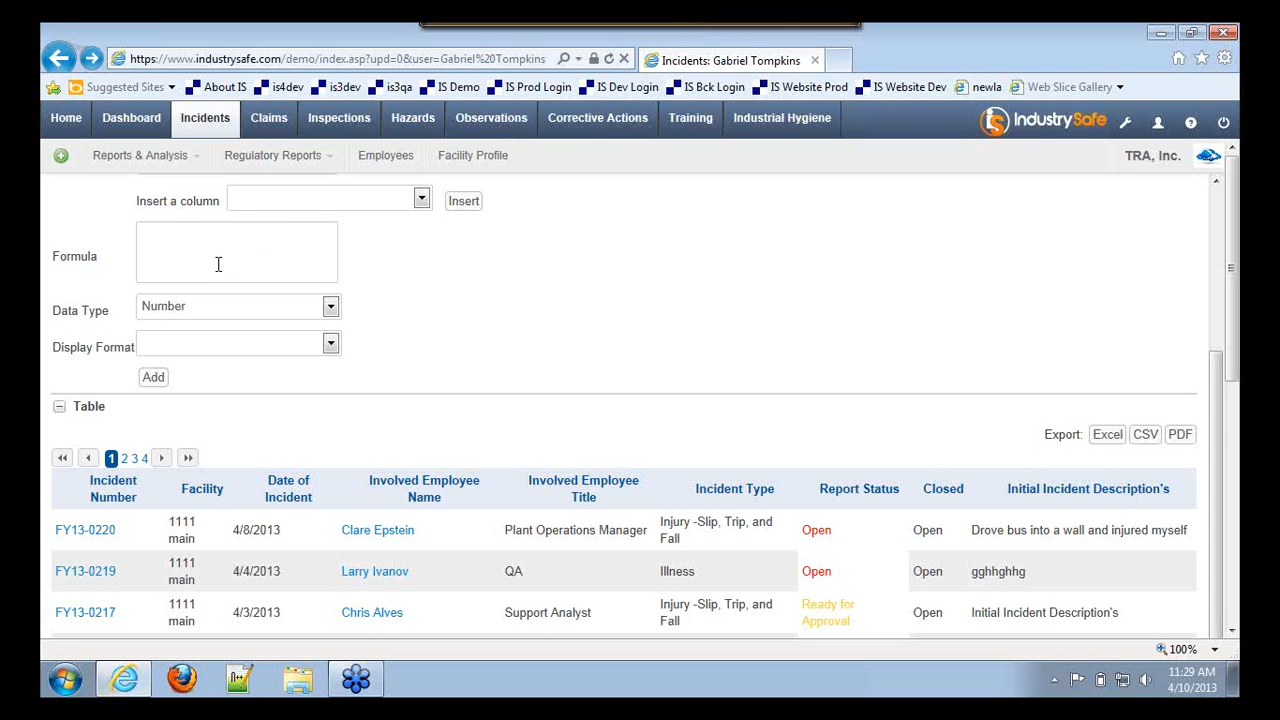 https://www.industrysafe.com/demo/index.asp?upd=0&user=Gabriel%20Tompkins
Incidents: Gabriel Tompkins
Suggested Sites
About IS
is4dev
is3dev
is3qa
IS Demo
IS Prod Login
IS Dev Login
IS Bck Login
IS Website Prod
IS Website Dev
newla
Web Slice Gallery
Home
Dashboard
Incidents
Claims
Inspections
Hazards
Observations
Corrective Actions
Training
Industrial Hygiene
IndustrySafe
Reports & Analysis
Regulatory Reports
Employees
Facility Profile
TRA, Inc.
Insert a column
Insert
Formula
Data Type
Number
Display Format
Add
Table
Export:
Excel
CSV
PDF
1 2 3 4
Incident
Number
Facility
Date of
Incident
Involved Employee
Name
Involved Employee
Title
Incident Type
Report Status
Closed
Initial Incident Description's
FY13-0220
1111
main
4/8/2013
Clare Epstein
Plant Operations Manager
Injury -Slip, Trip, and
Fall
Open
Open
Drove bus into a wall and injured myself
FY13-0219
1111
main
4/4/2013
Larry Ivanov
QA
Illness
Open
Open
gghhghhg
FY13-0217
1111
main
4/3/2013
Chris Alves
Support Analyst
Injury -Slip, Trip, and
Fall
Ready for
Approval
Open
Initial Incident Description's
100%
11:29 AM
4/10/2013